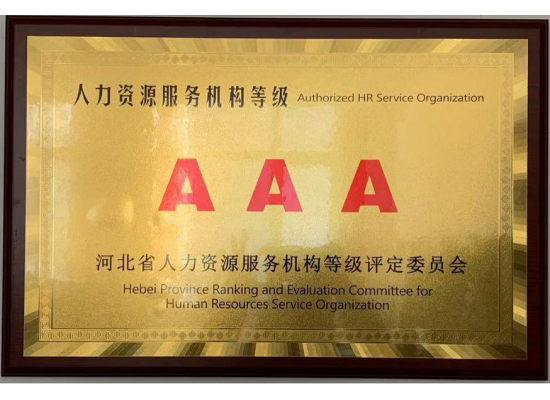 人力资源服务机构等级 Authorized HR Service Organization
AAA
河北省人力资源服务机构等级评定委员会
Hebei Province Ranking and Evaluation Committee for
Human Resources Service Organization